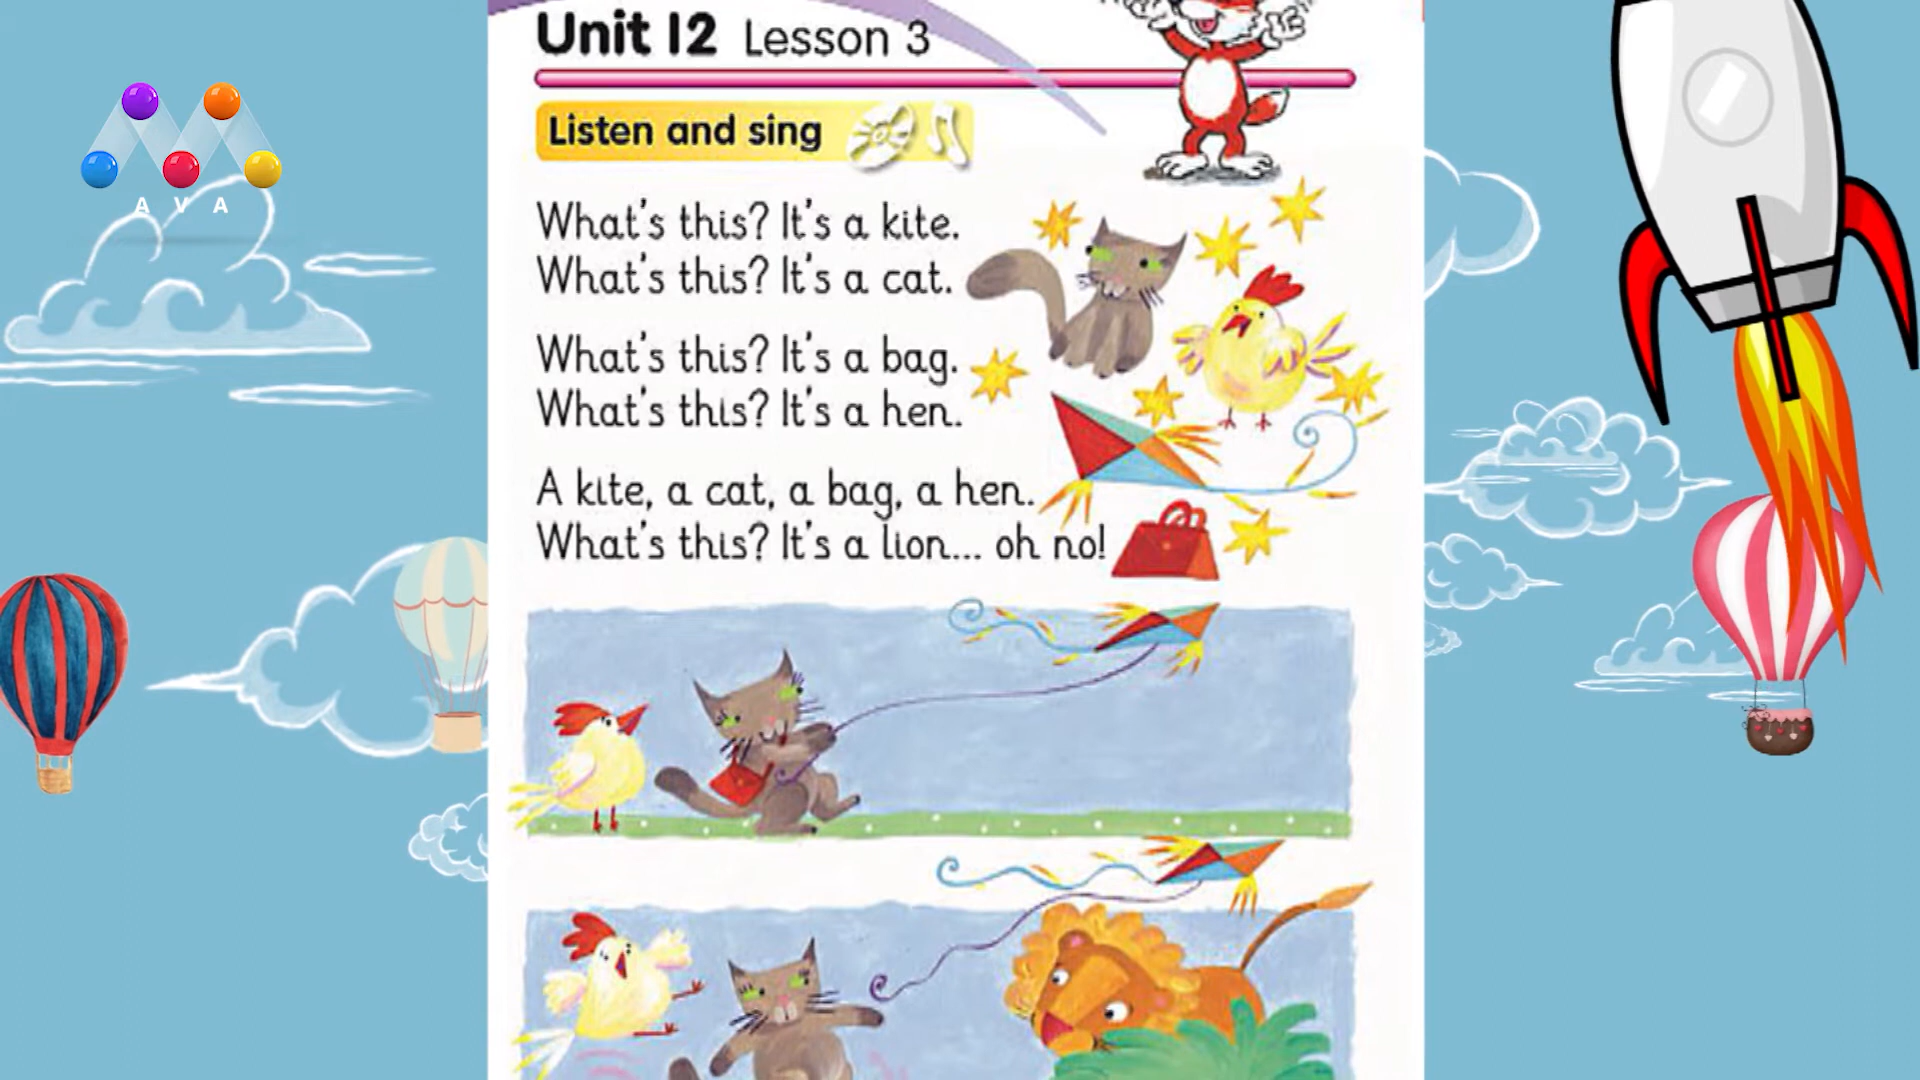 Unit 12 Lesson 3
Listen and sing
A V A
What's this? It's a kite.
What's this? It's a cat.
What's this? It's a bag.
What's this? It's a hen.
A kite, a cat, a bag, a hen.
What's this? It's a lion... oh no!